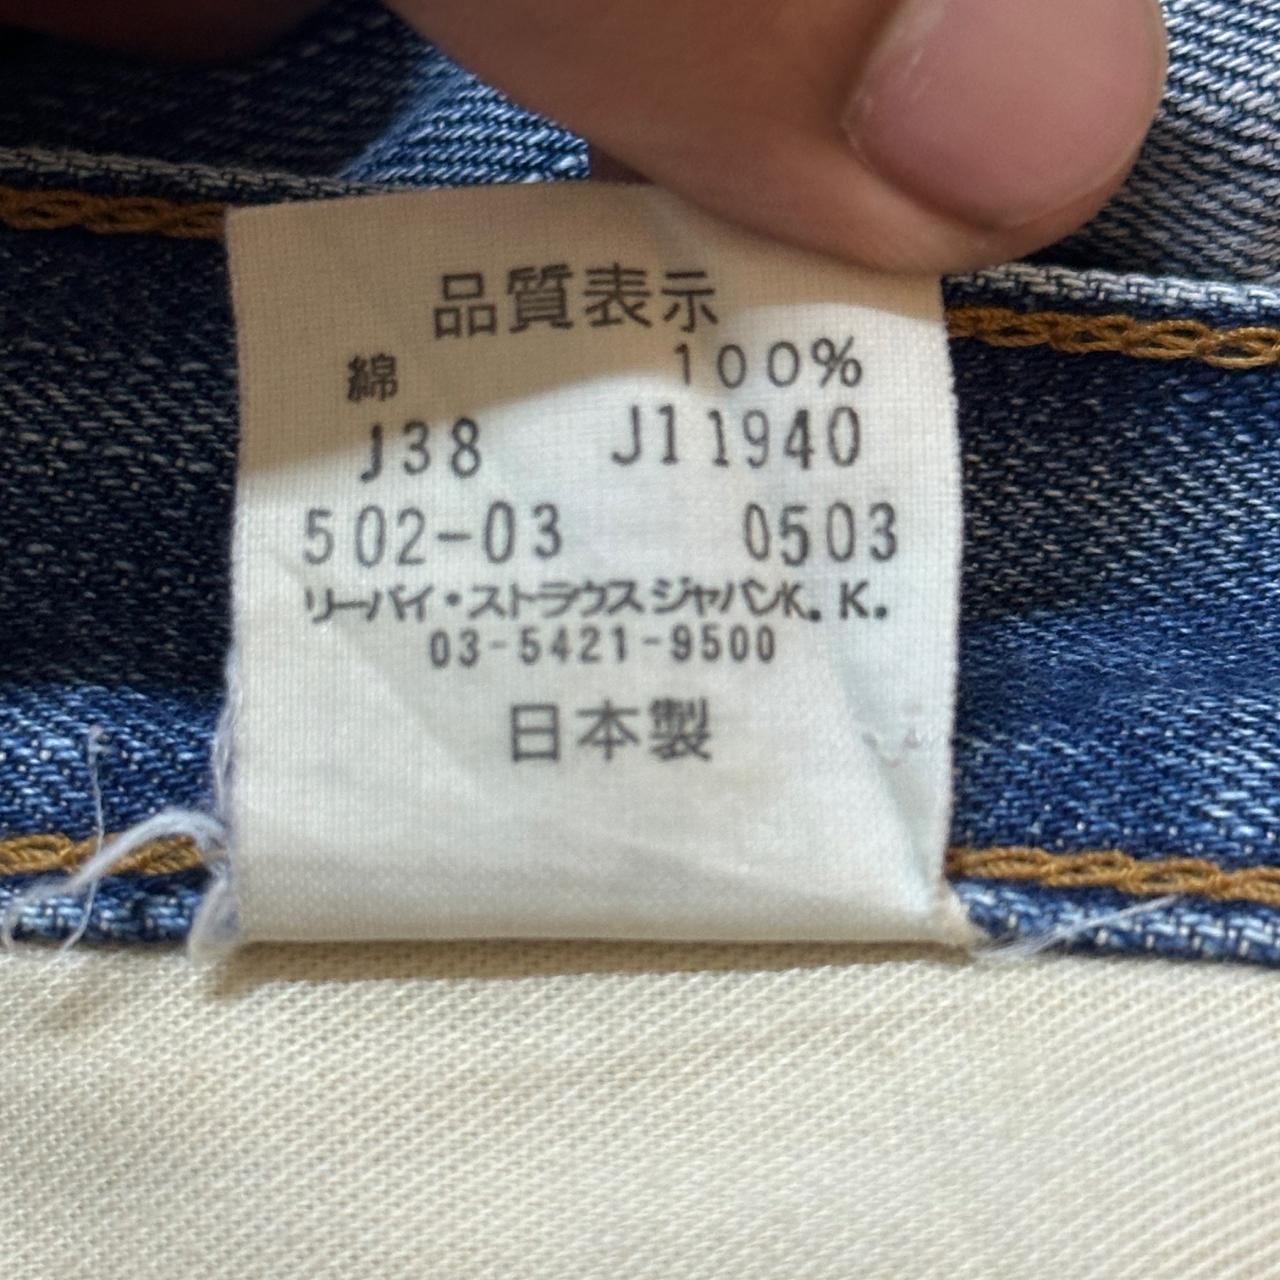 品質表示
綿 100%
J38 J11940
502-03 0503
リーバイ・ストラウスジャパンK.K.
03-5421-9500
日本製